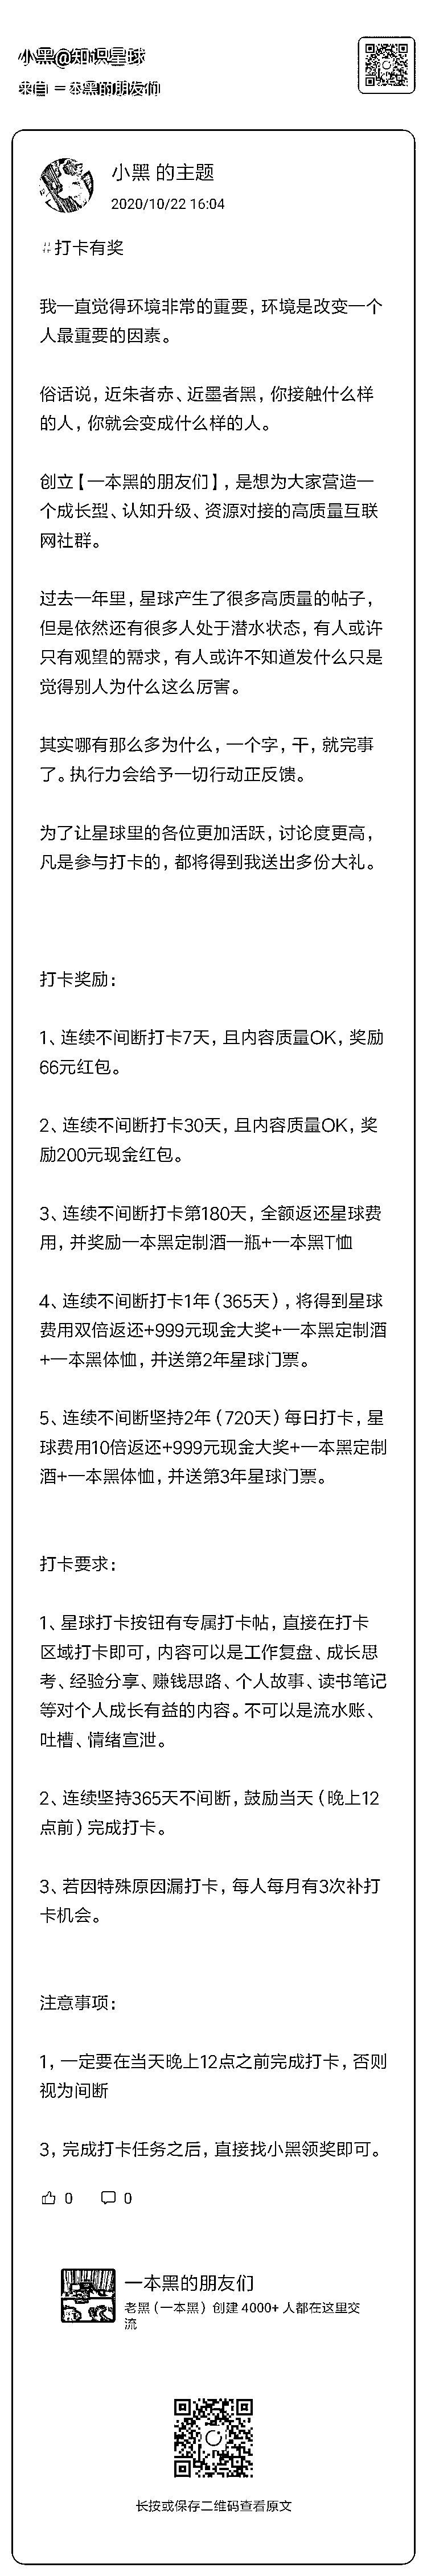 小黑@知识星球
来自 一本黑的朋友们
小黑 的主题
2020/10/22 16:04
#打卡有奖
我一直觉得环境非常的重要, 环境是改变一个
人最重要的因素。
俗话说, 近朱者赤、近墨者黑, 你接触什么样
的人, 你就会变成什么样的人。
创立【一本黑的朋友们】, 是想为大家营造一
个成长型、认知升级、资源对接的高质量互联
网社群。
过去一年里, 星球产生了很多高质量的帖子,
但是依然还有很多人处于潜水状态, 有人或许
只有观望的需求, 有人或许不知道发什么只是
觉得别人为什么这么厉害。
其实哪有那么多为什么, 一个字, 干, 就完事
了。执行力会给予一切行动正反馈。
为了让星球里的各位更加活跃, 讨论度更高,
凡是参与打卡的, 都将得到我送出多份大礼。
打卡奖励:
1、连续不间断打卡7天, 且内容质量OK, 奖励
66元红包。
2、连续不间断打卡30天, 且内容质量OK, 奖
励200元现金红包。
3、连续不间断打卡第180天, 全额返还星球费
用, 并奖励一本黑定制酒一瓶+一本黑T恤
4、连续不间断打卡1年(365天), 将得到星球
费用双倍返还+999元现金大奖+一本黑定制酒
+一本黑体恤, 并送第2年星球门票。
5、连续不间断坚持2年(720天)每日打卡, 星
球费用10倍返还+999元现金大奖+一本黑定制
酒+一本黑体恤, 并送第3年星球门票。
打卡要求:
1、星球打卡按钮有专属打卡帖, 直接在打卡
区域打卡即可, 内容可以是工作复盘、成长思
考、经验分享、赚钱思路、个人故事、读书笔记
等对个人成长有益的内容。不可以是流水账、
吐槽、情绪宣泄。
2、连续坚持365天不间断, 鼓励当天(晚上12
点前)完成打卡。
3、若因特殊原因漏打卡, 每人每月有3次补打
卡机会。
注意事项:
1, 一定要在当天晚上12点之前完成打卡, 否则
视为间断
3, 完成打卡任务之后, 直接找小黑领奖即可。
0 0
一本黑的朋友们
老黑(一本黑) 创建 4000+ 人都在这里交
流
长按或保存二维码查看原文